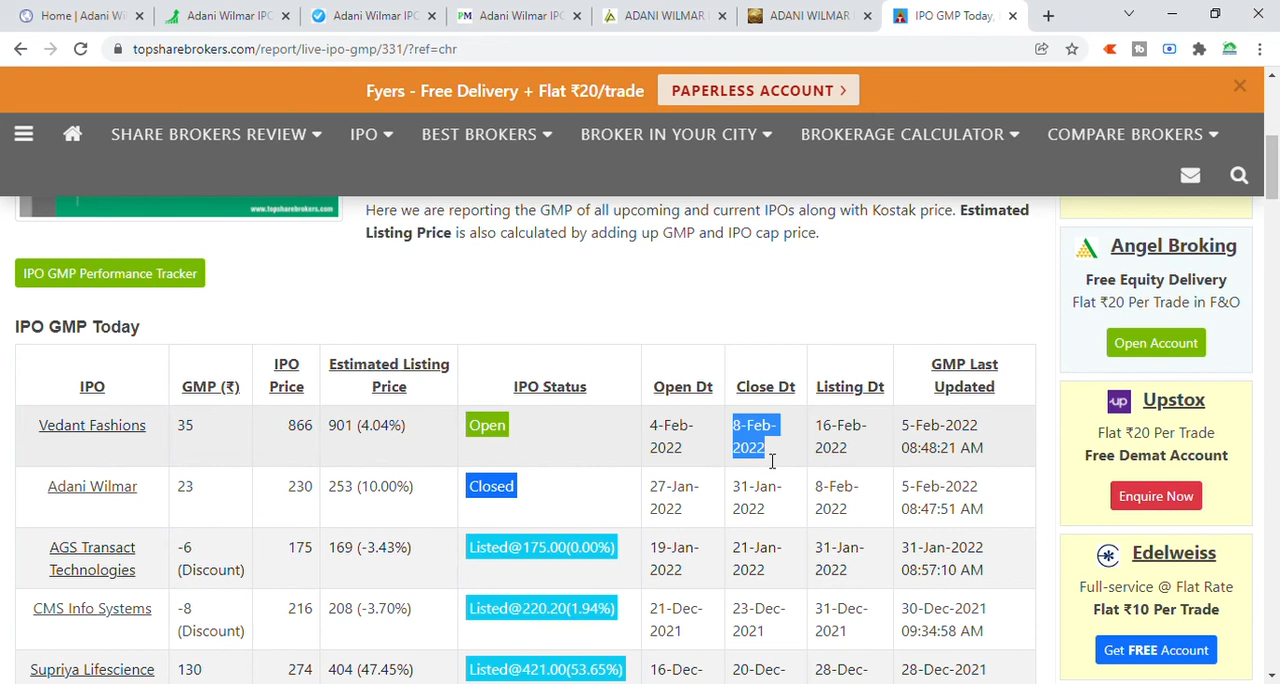 Home | Adani Wi
Adani Wilmar IPO
Adani Wilmar IPO
PM Adani Wilmar IPO
ADANI WILMAR
ADANI WILMAR
IPO GMP Today,
topsharebrokers.com/report/live-ipo-gmp/331/?ref=chr
Fyers - Free Delivery + Flat ₹20/trade
PAPERLESS ACCOUNT >
SHARE BROKERS REVIEW
IPO
BEST BROKERS
BROKER IN YOUR CITY
BROKERAGE CALCULATOR
COMPARE BROKERS
www.topsharebrokers.com
Here we are reporting the GMP of all upcoming and current IPOs along with Kostak price. Estimated
Listing Price is also calculated by adding up GMP and IPO cap price.
IPO GMP Performance Tracker
IPO GMP Today
IPO GMP (₹) IPO Price Estimated Listing Price IPO Status Open Dt Close Dt Listing Dt GMP Last Updated
Vedant Fashions 35 866 901 (4.04%) Open 4-Feb-2022 8-Feb-2022 16-Feb-2022 5-Feb-2022 08:48:21 AM
Adani Wilmar 23 230 253 (10.00%) Closed 27-Jan-2022 31-Jan-2022 8-Feb-2022 5-Feb-2022 08:47:51 AM
AGS Transact Technologies -6 (Discount) 175 169 (-3.43%) Listed@175.00(0.00%) 19-Jan-2022 21-Jan-2022 31-Jan-2022 31-Jan-2022 08:57:10 AM
CMS Info Systems -8 (Discount) 216 208 (-3.70%) Listed@220.20(1.94%) 21-Dec-2021 23-Dec-2021 31-Dec-2021 30-Dec-2021 09:34:58 AM
Supriya Lifescience 130 274 404 (47.45%) Listed@421.00(53.65%) 16-Dec- 20-Dec- 28-Dec- 28-Dec-2021
Angel Broking
Free Equity Delivery
Flat ₹20 Per Trade in F&O
Open Account
up Upstox
Flat ₹20 Per Trade
Free Demat Account
Enquire Now
Edelweiss
Full-service @ Flat Rate
Flat ₹10 Per Trade
Get FREE Account